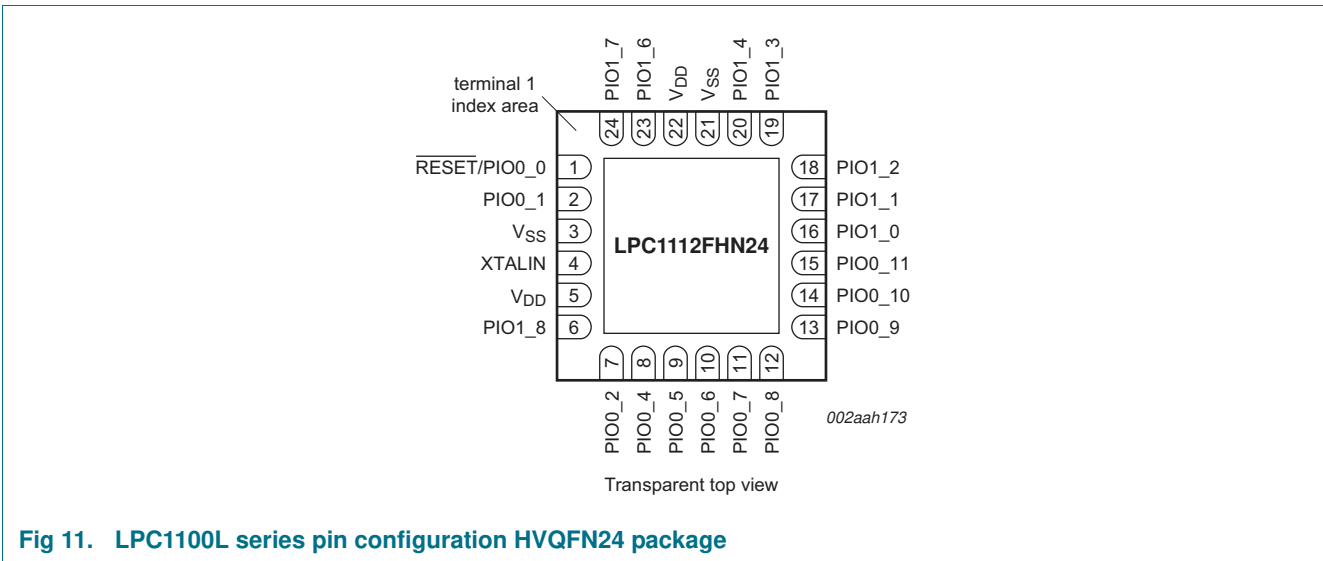 PIO1_7
PIO1_6
VDD
VSS
PIO1_4
PIO1_3
terminal 1
index area
24
23
22
21
20
19
RESET/PIO0_0 1
PIO0_1 2
VSS 3
XTALIN 4
VDD 5
PIO1_8 6
LPC1112FHN24
18 PIO1_2
17 PIO1_1
16 PIO1_0
15 PIO0_11
14 PIO0_10
13 PIO0_9
7
8
9
10
11
12
PIO0_2
PIO0_4
PIO0_5
PIO0_6
PIO0_7
PIO0_8
002aah173
Transparent top view
Fig 11. LPC1100L series pin configuration HVQFN24 package